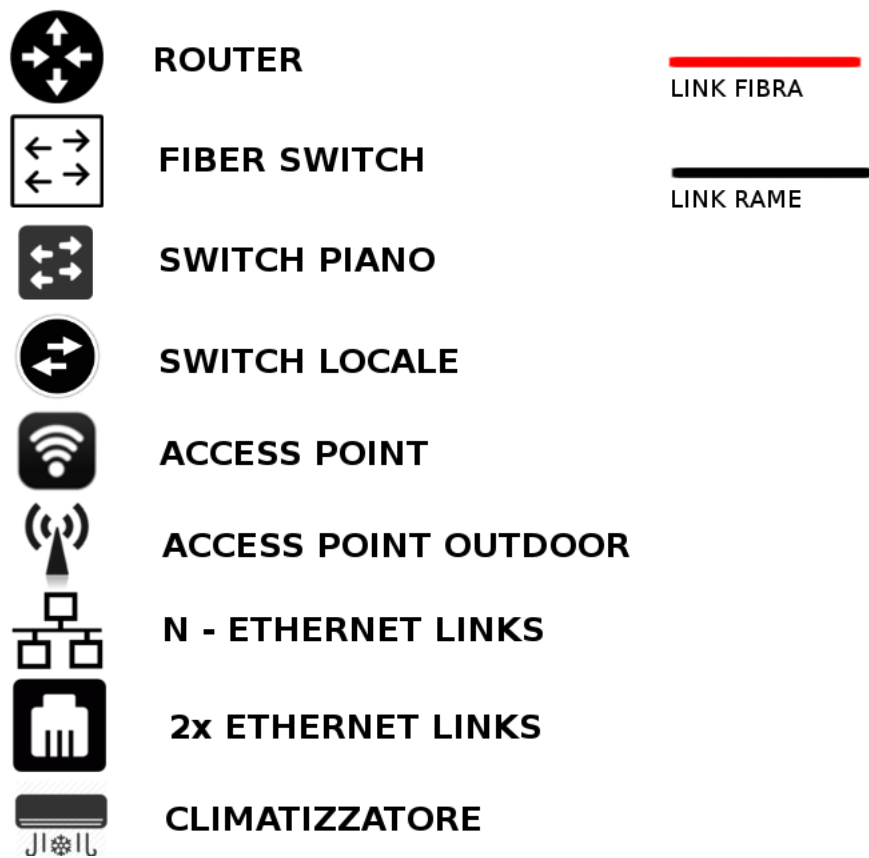 ROUTER
LINK FIBRA
FIBER SWITCH
LINK RAME
SWITCH PIANO
SWITCH LOCALE
ACCESS POINT
ACCESS POINT OUTDOOR
N - ETHERNET LINKS
2x ETHERNET LINKS
CLIMATIZZATORE